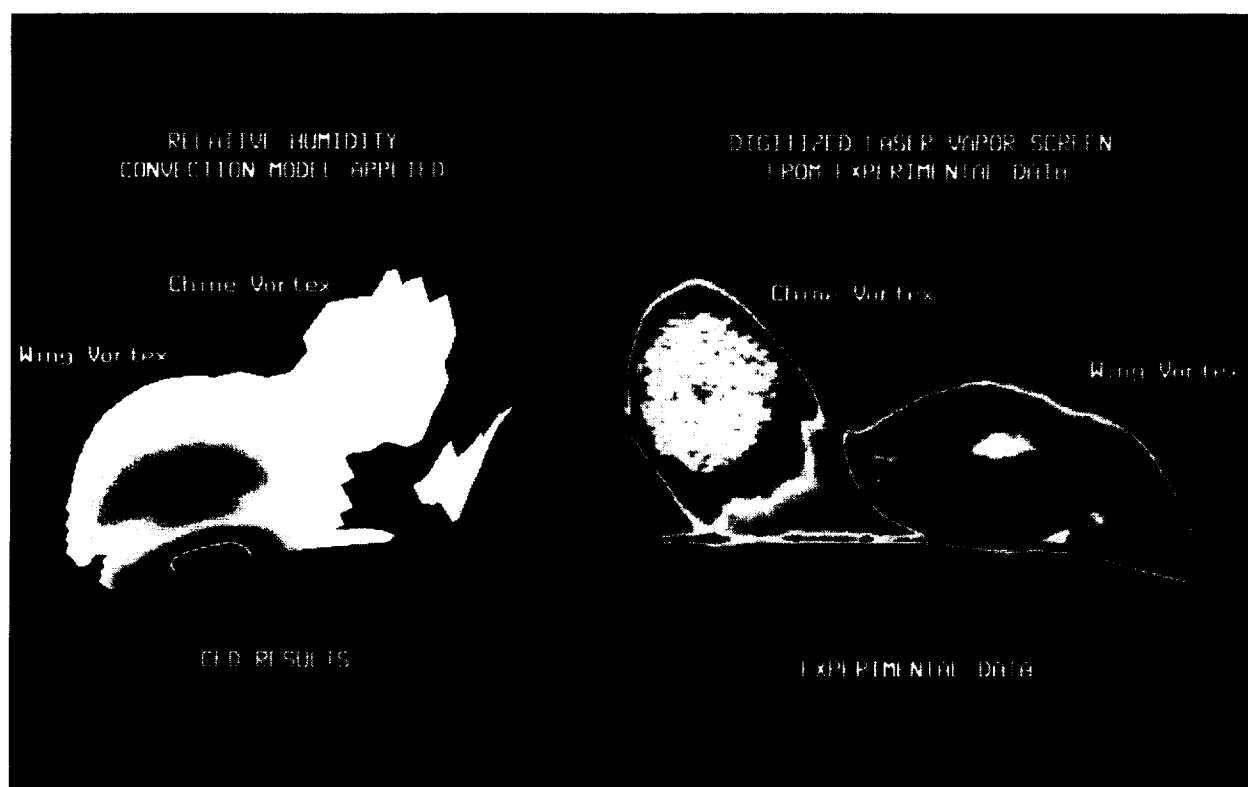 RELATIVE HUMIDITY
CONVECTION MODEL APPLIED
DIGITIZED LASER VAPOR SCREEN
FROM EXPERIMENTAL DATA
Chine Vortex
Wing Vortex
Chine Vortex
Wing Vortex
CFD RESULTS
EXPERIMENTAL DATA